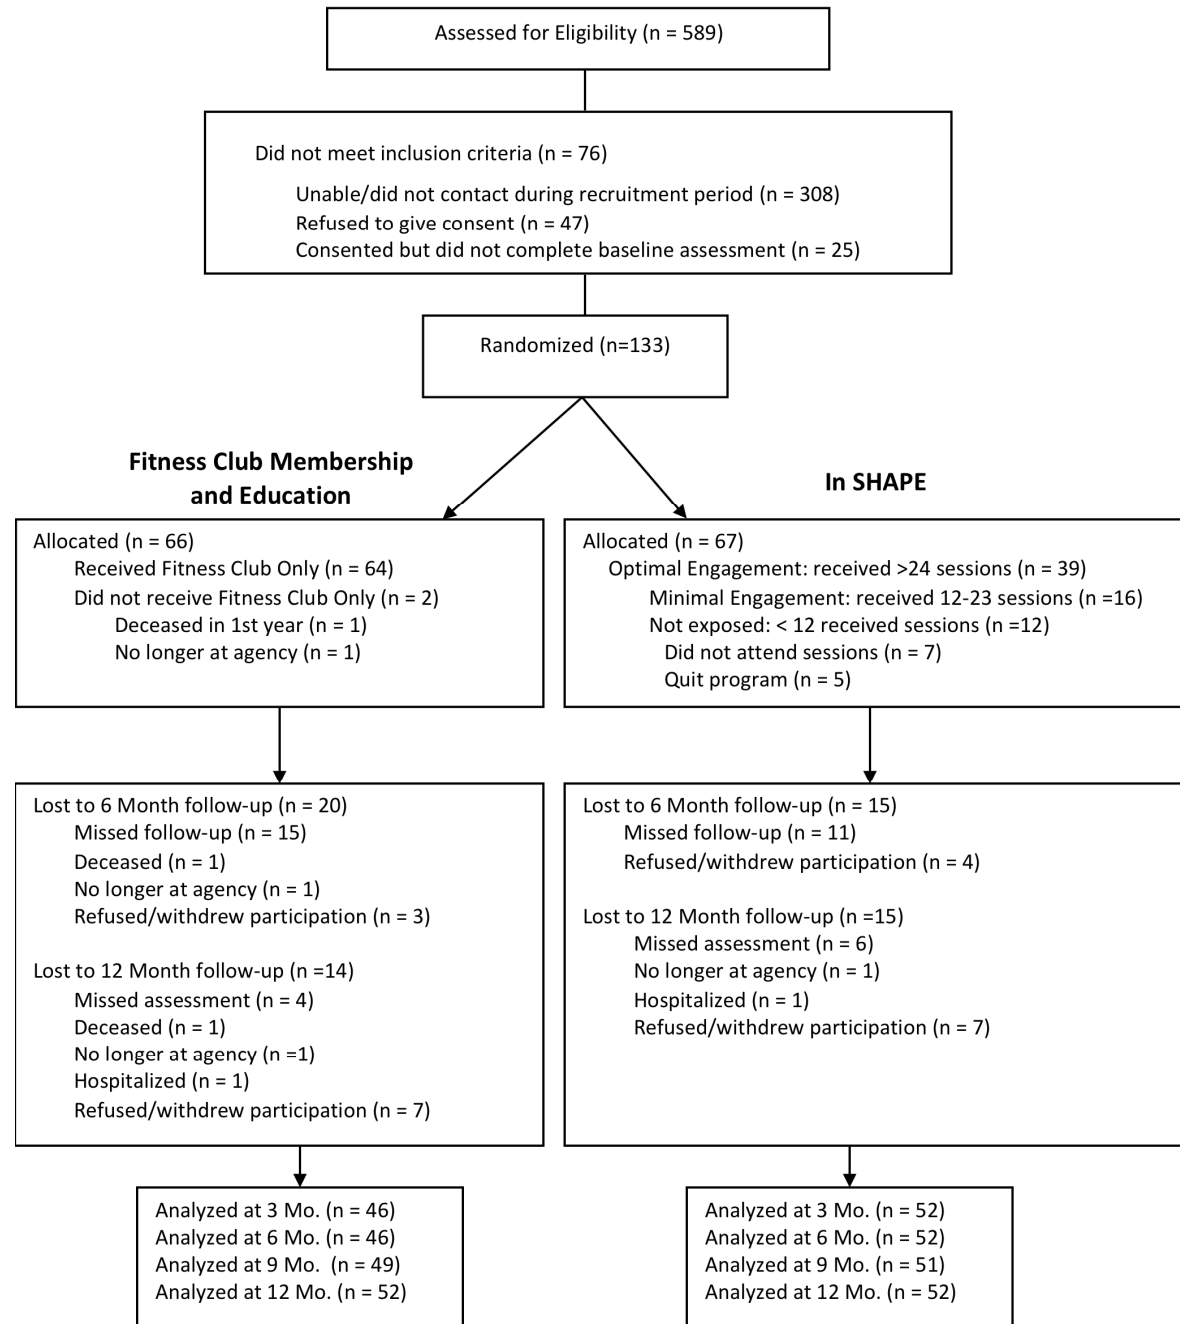 Assessed for Eligibility (n = 589)
Did not meet inclusion criteria (n = 76)
Unable/did not contact during recruitment period (n = 308)
Refused to give consent (n = 47)
Consented but did not complete baseline assessment (n = 25)
Randomized (n=133)
Fitness Club Membership
and Education
Allocated (n = 66)
Received Fitness Club Only (n = 64)
Did not receive Fitness Club Only (n = 2)
Deceased in 1st year (n = 1)
No longer at agency (n = 1)
Lost to 6 Month follow-up (n = 20)
Missed follow-up (n = 15)
Deceased (n = 1)
No longer at agency (n = 1)
Refused/withdrew participation (n = 3)
Lost to 12 Month follow-up (n =14)
Missed assessment (n = 4)
Deceased (n = 1)
No longer at agency (n =1)
Hospitalized (n = 1)
Refused/withdrew participation (n = 7)
Analyzed at 3 Mo. (n = 46)
Analyzed at 6 Mo. (n = 46)
Analyzed at 9 Mo.  (n = 49)
Analyzed at 12 Mo. (n = 52)
In SHAPE
Allocated (n = 67)
Optimal Engagement: received >24 sessions (n = 39)
Minimal Engagement: received 12-23 sessions (n =16)
Not exposed: < 12 received sessions (n =12)
Did not attend sessions (n = 7)
Quit program (n = 5)
Lost to 6 Month follow-up (n = 15)
Missed follow-up (n = 11)
Refused/withdrew participation (n = 4)
Lost to 12 Month follow-up (n =15)
Missed assessment (n = 6)
No longer at agency (n = 1)
Hospitalized (n = 1)
Refused/withdrew participation (n = 7)
Analyzed at 3 Mo. (n = 52)
Analyzed at 6 Mo. (n = 52)
Analyzed at 9 Mo. (n = 51)
Analyzed at 12 Mo. (n = 52)